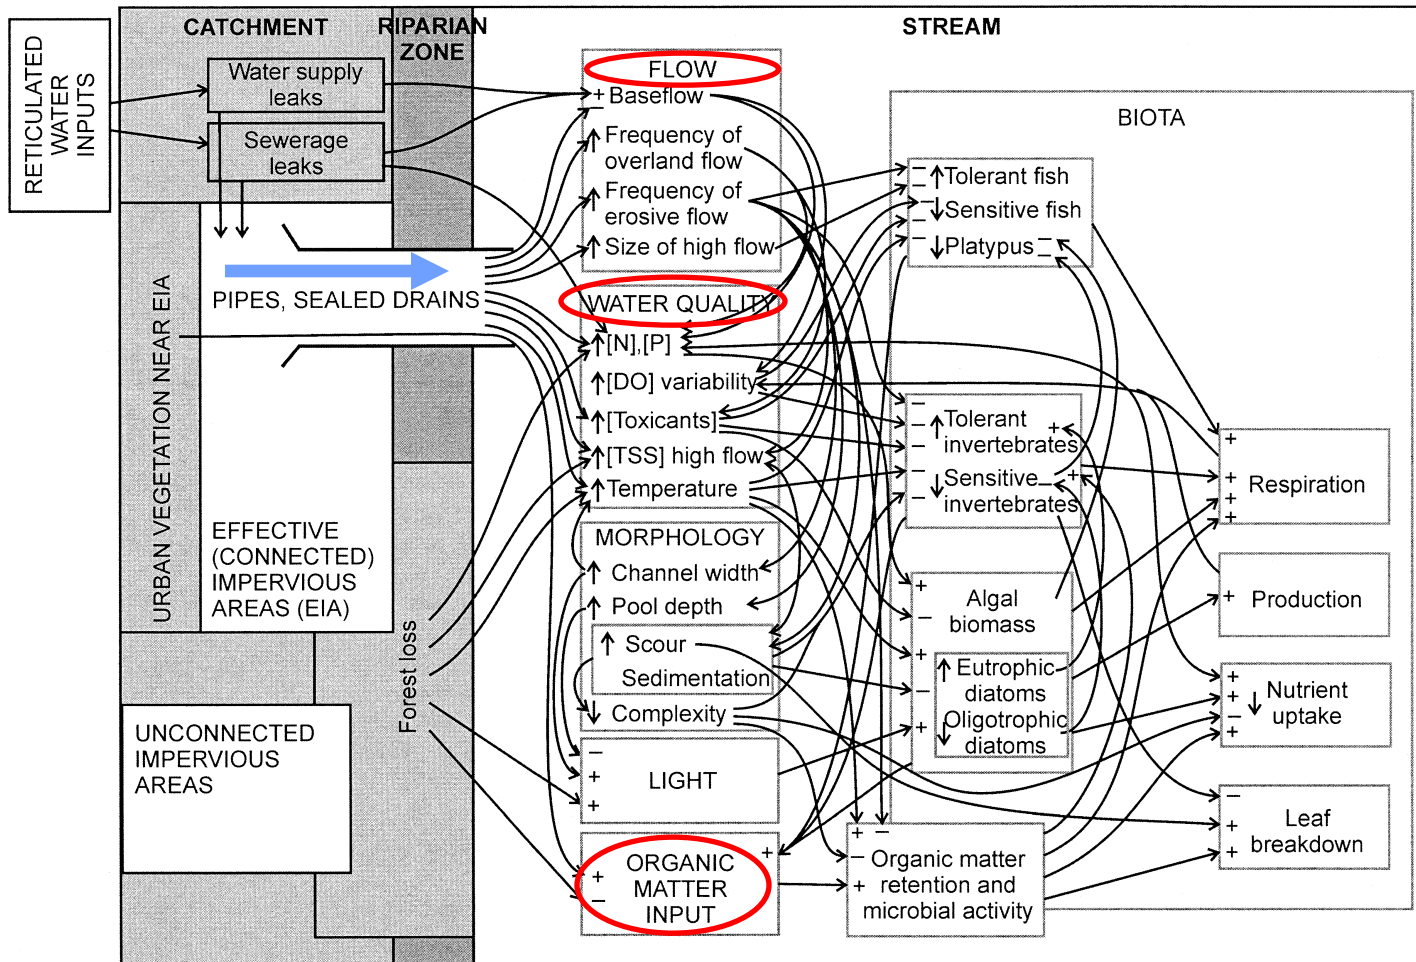 CATCHMENT
RIPARIAN
ZONE
STREAM
RETICULATED
WATER
INPUTS
Water supply
leaks
Sewerage
leaks
PIPES, SEALED DRAINS
URBAN VEGETATION NEAR EIA
EFFECTIVE
(CONNECTED)
IMPERVIOUS
AREAS (EIA)
UNCONNECTED
IMPERVIOUS
AREAS
Forest loss
FLOW
+ Baseflow
−
↑ Frequency of
overland flow
↑ Frequency of
erosive flow
↑ Size of high flow
WATER QUALITY
↑ [N],[P]
↑ [DO] variability
↑ [Toxicants]
↑ [TSS] high flow
↑ Temperature
MORPHOLOGY
↑ Channel width
↑ Pool depth
↑ Scour
Sedimentation
↓ Complexity
−
+ LIGHT
+
+
ORGANIC
+ MATTER
− INPUT
BIOTA
−
− ↑ Tolerant fish
− ↓ Sensitive fish
−
− ↓ Platypus −
−
−
− ↑ Tolerant +
− invertebrates
− ↓ Sensitive + −
− invertebrates −
+ Algal
− biomass
+
↑ Eutrophic
− diatoms
+ ↓ Oligotrophic
diatoms
+ −
− Organic matter
+ retention and
microbial activity
+
+ Respiration
+
+
+ Production
+
+ ↓ Nutrient
− uptake
+
−
+ Leaf
+ breakdown